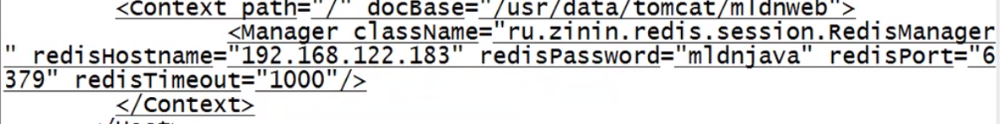 <Context path="/" docBase="/usr/data/tomcat/mldnweb">
<Manager className="ru.zinin.redis.session.RedisManager
" redisHostname="192.168.122.183" redisPassword="mldnjava" redisPort="6
379" redisTimeout="1000"/>
</Context>